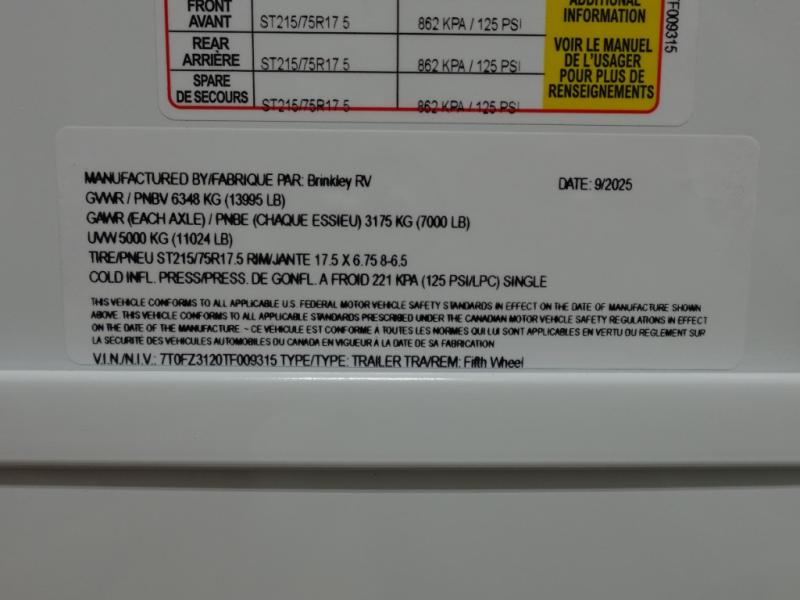 FRONT
AVANT
ST215/75R17 5
862 KPA / 125 PSI
REAR
ARRIÈRE
ST215/75R17 5
862 KPA / 125 PSI
SPARE
DE SECOURS
ST215/75R17 5
862 KPA / 125 PSI
ADDITIONAL
INFORMATION
VOIR LE MANUEL
DE L'USAGER
POUR PLUS DE
RENSEIGNEMENTS
TF009315
MANUFACTURED BY/FABRIQUE PAR: Brinkley RV
DATE: 9/2025
GVWR / PNBV 6348 KG (13995 LB)
GAWR (EACH AXLE) / PNBE (CHAQUE ESSIEU) 3175 KG (7000 LB)
UVW 5000 KG (11024 LB)
TIRE/PNEU ST215/75R17.5 RIM/JANTE 17.5 X 6.75 8-6.5
COLD INFL. PRESS/PRESS. DE GONFL. A FROID 221 KPA (125 PSI/LPC) SINGLE
THIS VEHICLE CONFORMS TO ALL APPLICABLE U.S. FEDERAL MOTOR VEHICLE SAFETY STANDARDS IN EFFECT ON THE DATE OF MANUFACTURE SHOWN
ABOVE. THIS VEHICLE CONFORMS TO ALL APPLICABLE STANDARDS PRESCRIBED UNDER THE CANADIAN MOTOR VEHICLE SAFETY REGULATIONS IN EFFECT
ON THE DATE OF THE MANUFACTURE - CE VEHICULE EST CONFORME A TOUTES LES NORMES QUI LUI SONT APPLICABLES EN VERTU DU REGLEMENT SUR
LA SECURITE DES VEHICULES AUTOMOBILES DU CANADA EN VIGUEUR A LA DATE DE SA FABRICATION
V.I.N./N.I.V.: 7T0FZ3120TF009315 TYPE/TYPE: TRAILER TRA/REM: Fifth Wheel